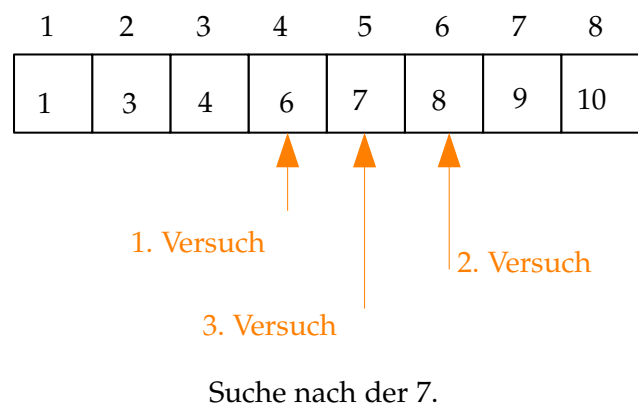 1 2 3 4 5 6 7 8
1 3 4 6 7 8 9 10
1. Versuch
2. Versuch
3. Versuch
Suche nach der 7.